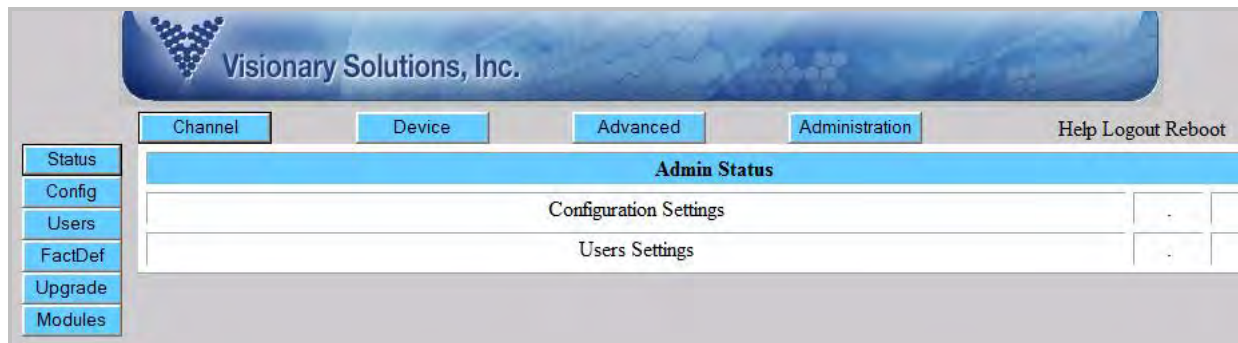 Visionary Solutions, Inc.
Channel Device Advanced Administration Help Logout Reboot
Status
Config
Users
FactDef
Upgrade
Modules
Admin Status
Configuration Settings .
Users Settings .